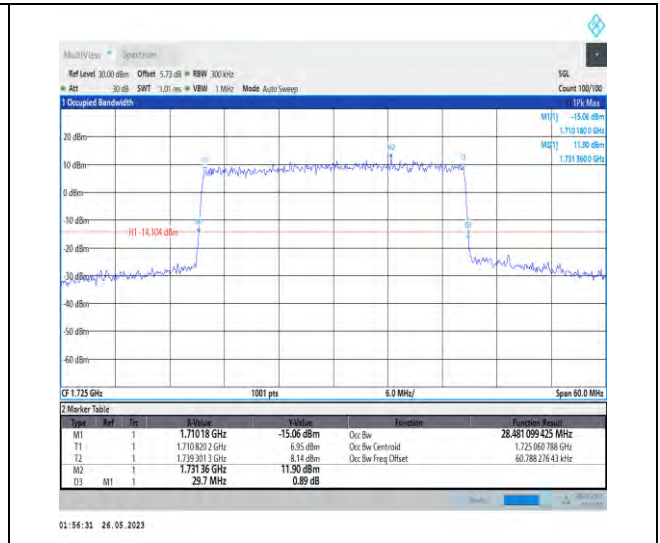 MultiView Spectrum
Ref Level 30.00 dBm Offset 5.73 dB RBW 300 kHz SGL
Att 30 dB SWT 1.01 ms VBW 1 MHz Mode Auto Sweep Count 100/100
1 Occupied Bandwidth 1Pk Max
M1[1] -15.06 dBm
1.710 180 0 GHz
M2[1] 11.90 dBm
1.731 360 0 GHz
20 dBm
M2
T1
10 dBm
0 dBm
-10 dBm
M1
D3
H1 -14.104 dBm
-20 dBm
-30 dBm
-40 dBm
-50 dBm
-60 dBm
CF 1.725 GHz 1001 pts 6.0 MHz/ Span 60.0 MHz
2 Marker Table
Type Ref Trc X-Value Y-Value Function Function Result
M1 1 1.71018 GHz -15.06 dBm Occ Bw 28.481 099 425 MHz
T1 1 1.710 820 2 GHz 6.95 dBm Occ Bw Centroid 1.725 060 788 GHz
T2 1 1.739 301 3 GHz 8.14 dBm Occ Bw Freq Offset 60.788 276 43 kHz
M2 1 1.731 36 GHz 11.90 dBm
D3 M1 1 29.7 MHz 0.89 dB
01:56:31 26.05.2023